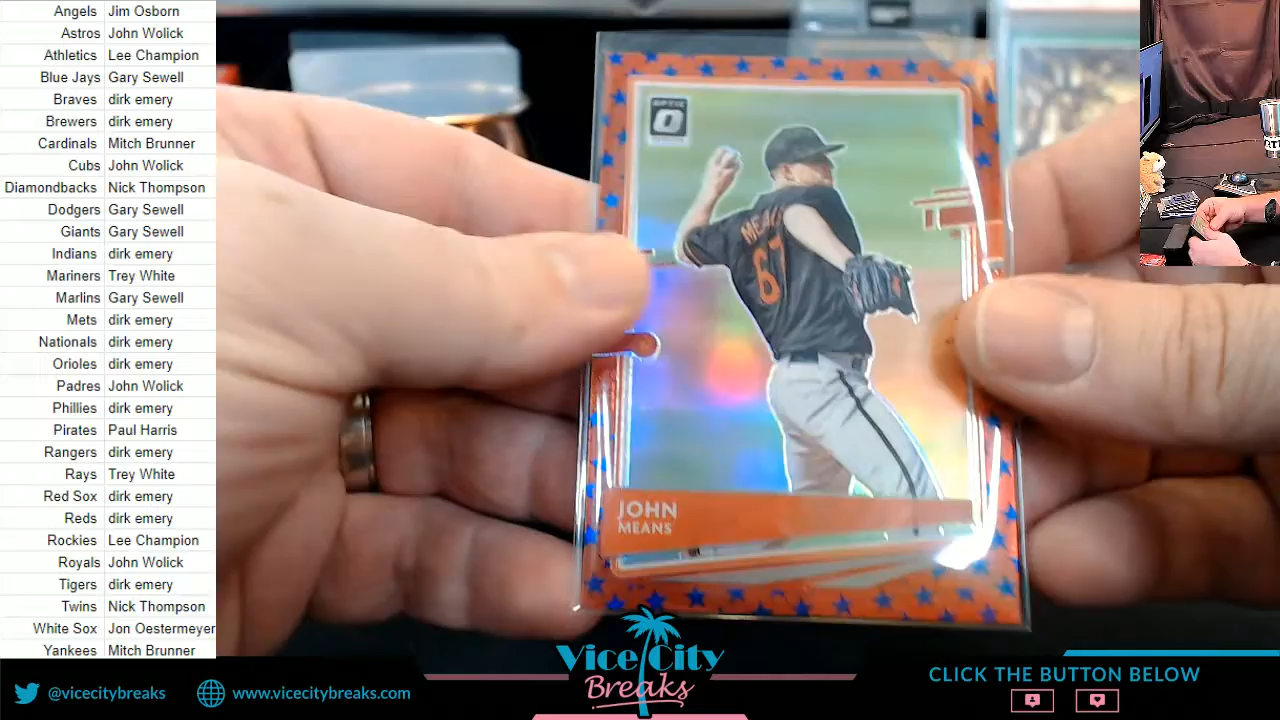 Angels Jim Osborn
Astros John Wolick
Athletics Lee Champion
Blue Jays Gary Sewell
Braves dirk emery
Brewers dirk emery
Cardinals Mitch Brunner
Cubs John Wolick
Diamondbacks Nick Thompson
Dodgers Gary Sewell
Giants Gary Sewell
Indians dirk emery
Mariners Trey White
Marlins Gary Sewell
Mets dirk emery
Nationals dirk emery
Orioles dirk emery
Padres John Wolick
Phillies dirk emery
Pirates Paul Harris
Rangers dirk emery
Rays Trey White
Red Sox dirk emery
Reds dirk emery
Rockies Lee Champion
Royals John Wolick
Tigers dirk emery
Twins Nick Thompson
White Sox Jon Oestermeyer
Yankees Mitch Brunner
OPTIC
67
JOHN
MEANS
@vicecitybreaks
www.vicecitybreaks.com
Vice City
Breaks
CLICK THE BUTTON BELOW